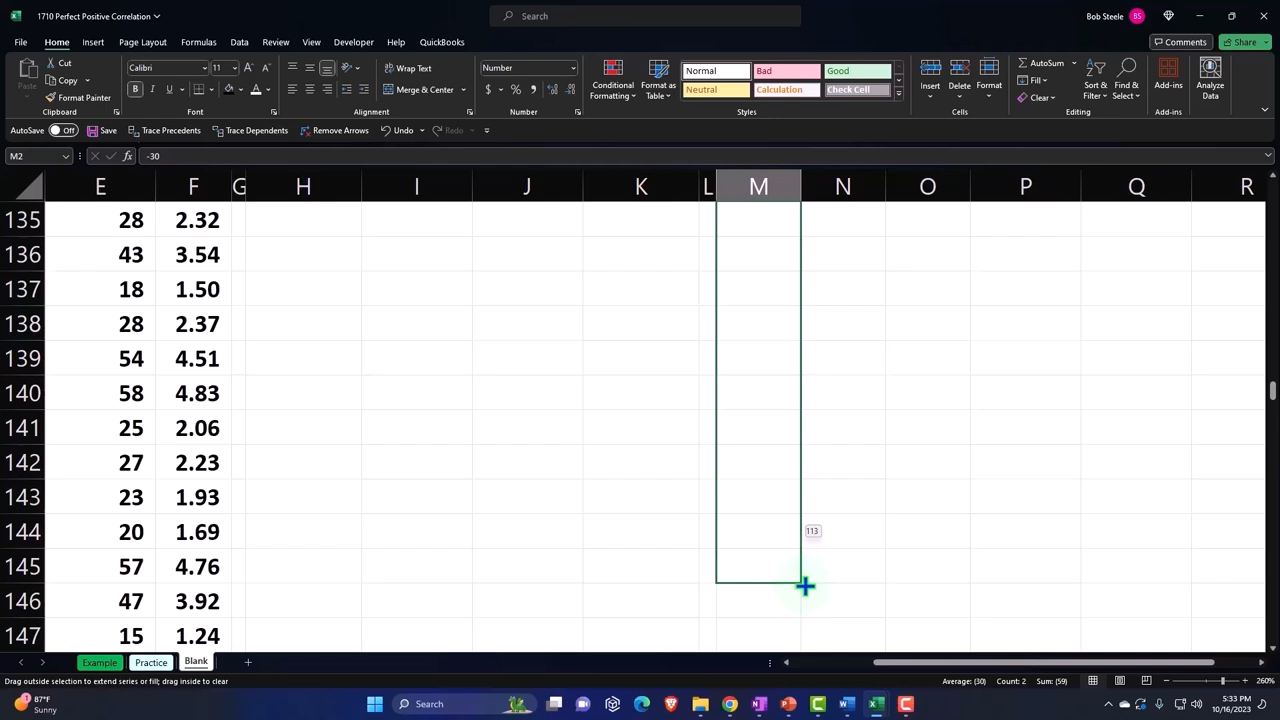 1710 Perfect Positive Correlation
Search
Bob Steele
BS
File Home Insert Page Layout Formulas Data Review View Developer Help QuickBooks
Comments
Share
Cut
Copy
Format Painter
Clipboard
Calibri
11
B I U
Font
Wrap Text
Merge & Center
Alignment
Number
$ % 9
Number
Conditional Formatting
Format as Table
Normal Bad Good
Neutral Calculation Check Cell
Styles
Insert Delete Format
Cells
AutoSum
Fill
Clear
Sort & Filter
Find & Select
Editing
Add-ins
Add-ins
Analyze Data
AutoSave Off Save Trace Precedents Trace Dependents Remove Arrows Undo Redo
M2 fx -30
E F G H I J K L M N O P Q R
135 28 2.32
136 43 3.54
137 18 1.50
138 28 2.37
139 54 4.51
140 58 4.83
141 25 2.06
142 27 2.23
143 23 1.93
144 20 1.69
113
145 57 4.76
146 47 3.92
147 15 1.24
Example Practice Blank
Drag outside selection to extend series or fill; drag inside to clear
Average: (30) Count: 2 Sum: (59)
260%
87°F
Sunny
Search
5:33 PM
10/16/2023